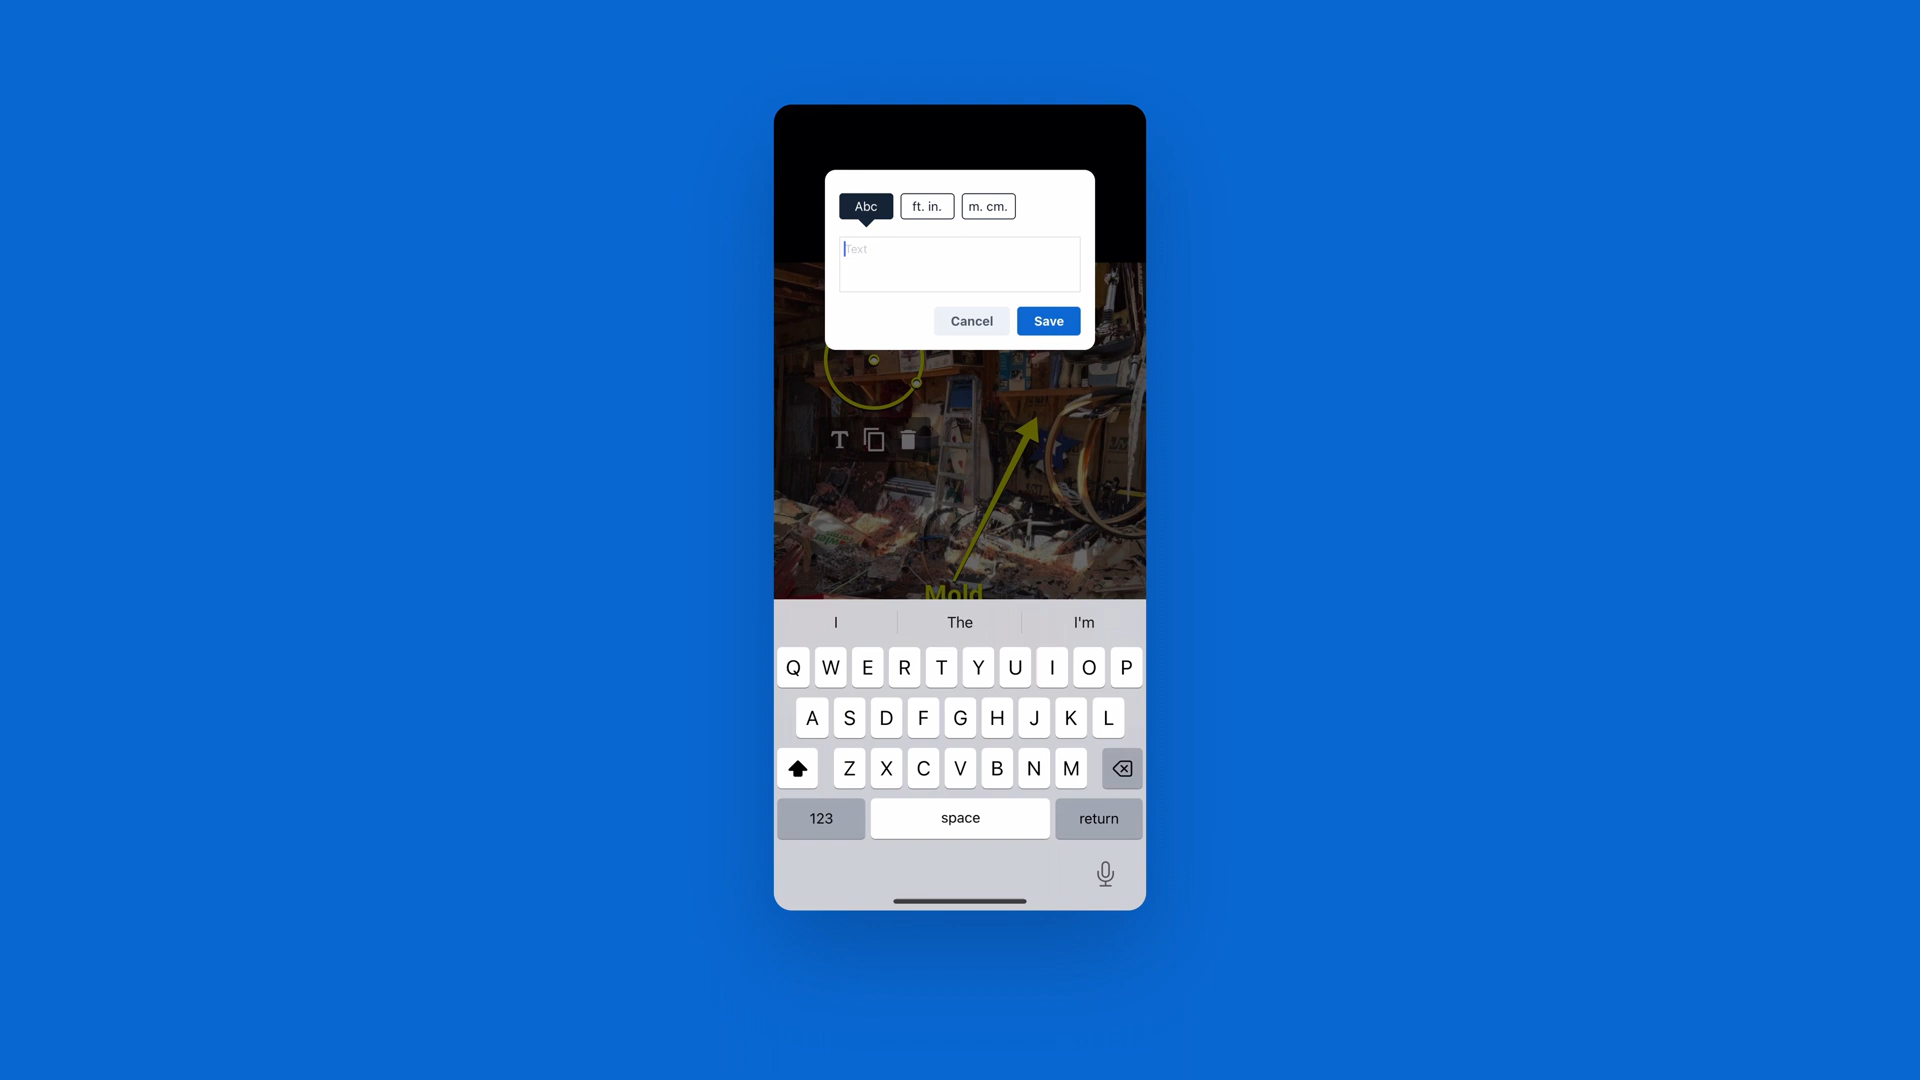 Abc ft. in. m. cm.
Text
Cancel Save
T
Mold
I The I'm
Q W E R T Y U I O P
A S D F G H J K L
Z X C V B N M
123 space return